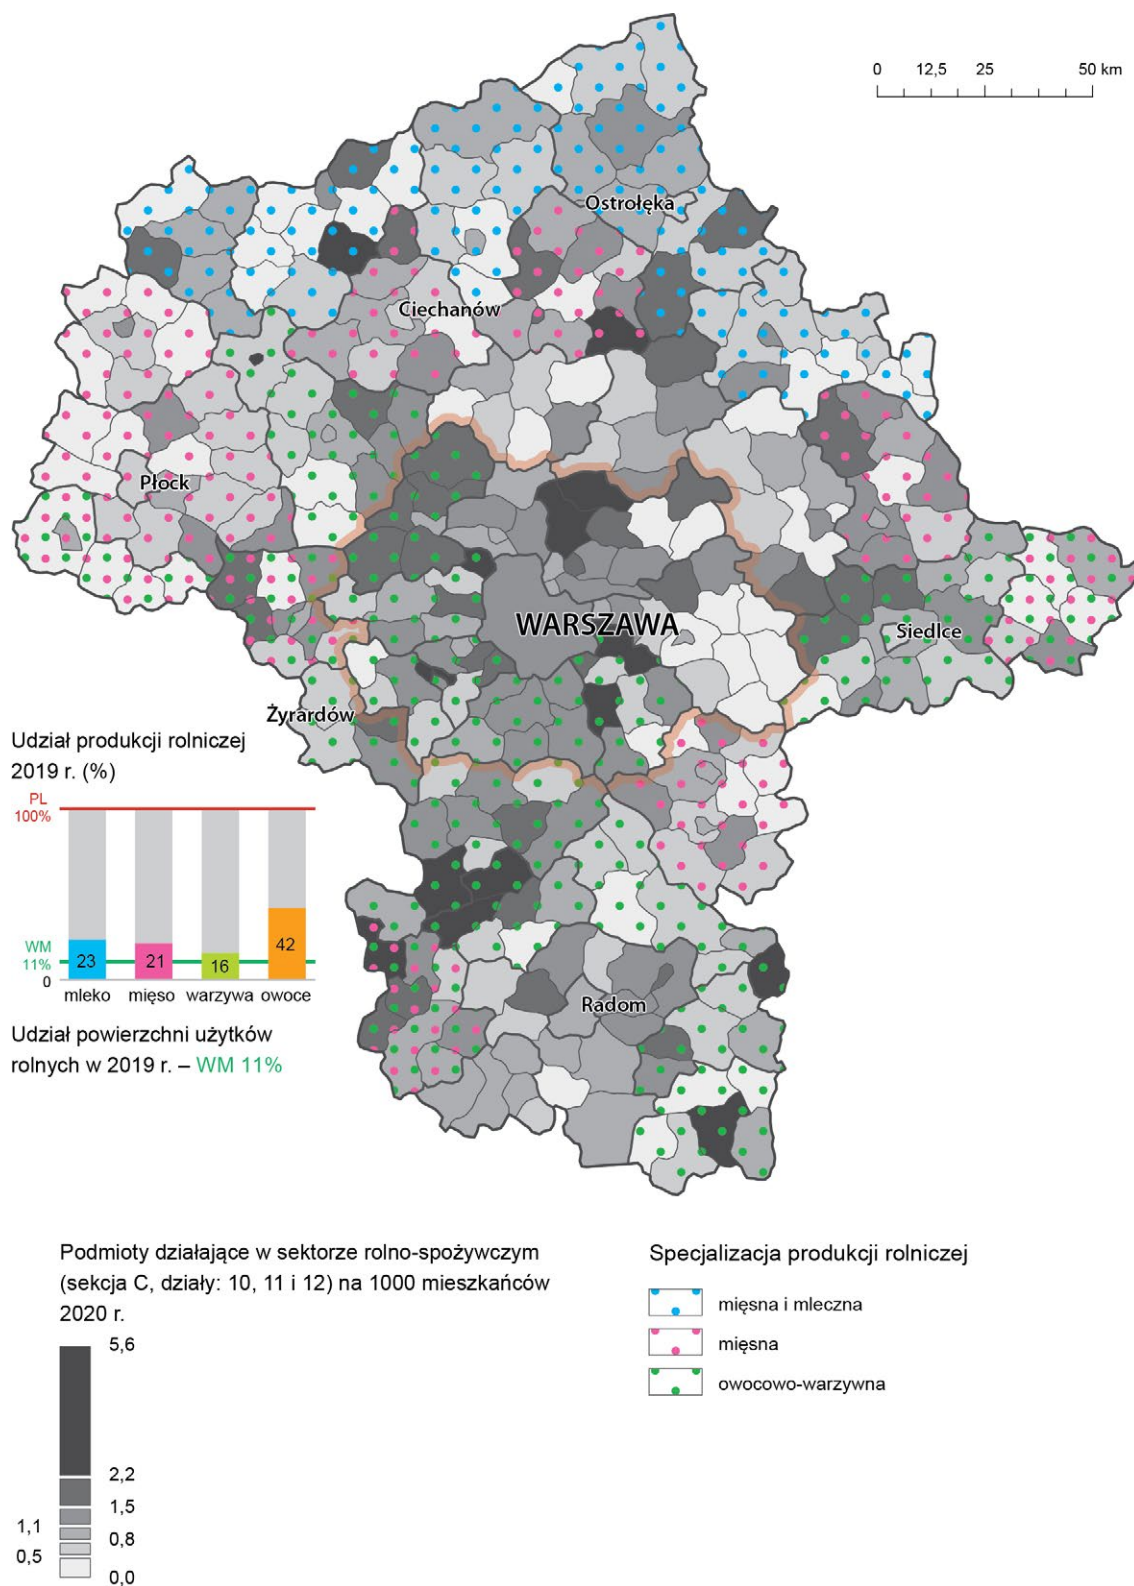 0 12,5 25 50 km
Ostrołęka
Ciechanów
Płock
WARSZAWA
Siedlce
Żyrardów
Radom
Udział produkcji rolniczej
2019 r. (%)
PL
100%
WM
11%
0
23
21
16
42
mleko mięso warzywa owoce
Udział powierzchni użytków
rolnych w 2019 r. – WM 11%
Podmioty działające w sektorze rolno-spożywczym
(sekcja C, działy: 10, 11 i 12) na 1000 mieszkańców
2020 r.
5,6
2,2
1,5
1,1
0,8
0,5
0,0
Specjalizacja produkcji rolniczej
mięsna i mleczna
mięsna
owocowo-warzywna